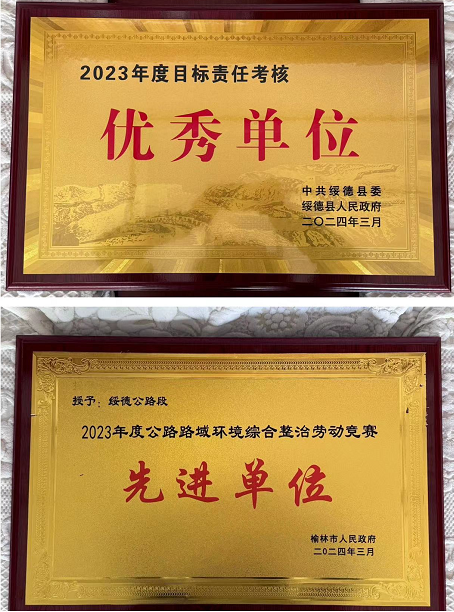 2023年度目标责任考核
优秀单位
中共绥德县委
绥德县人民政府
二〇二四年三月
授予：绥德公路段
2023年度公路路域环境综合整治劳动竞赛
先进单位
榆林市人民政府
二〇二四年三月